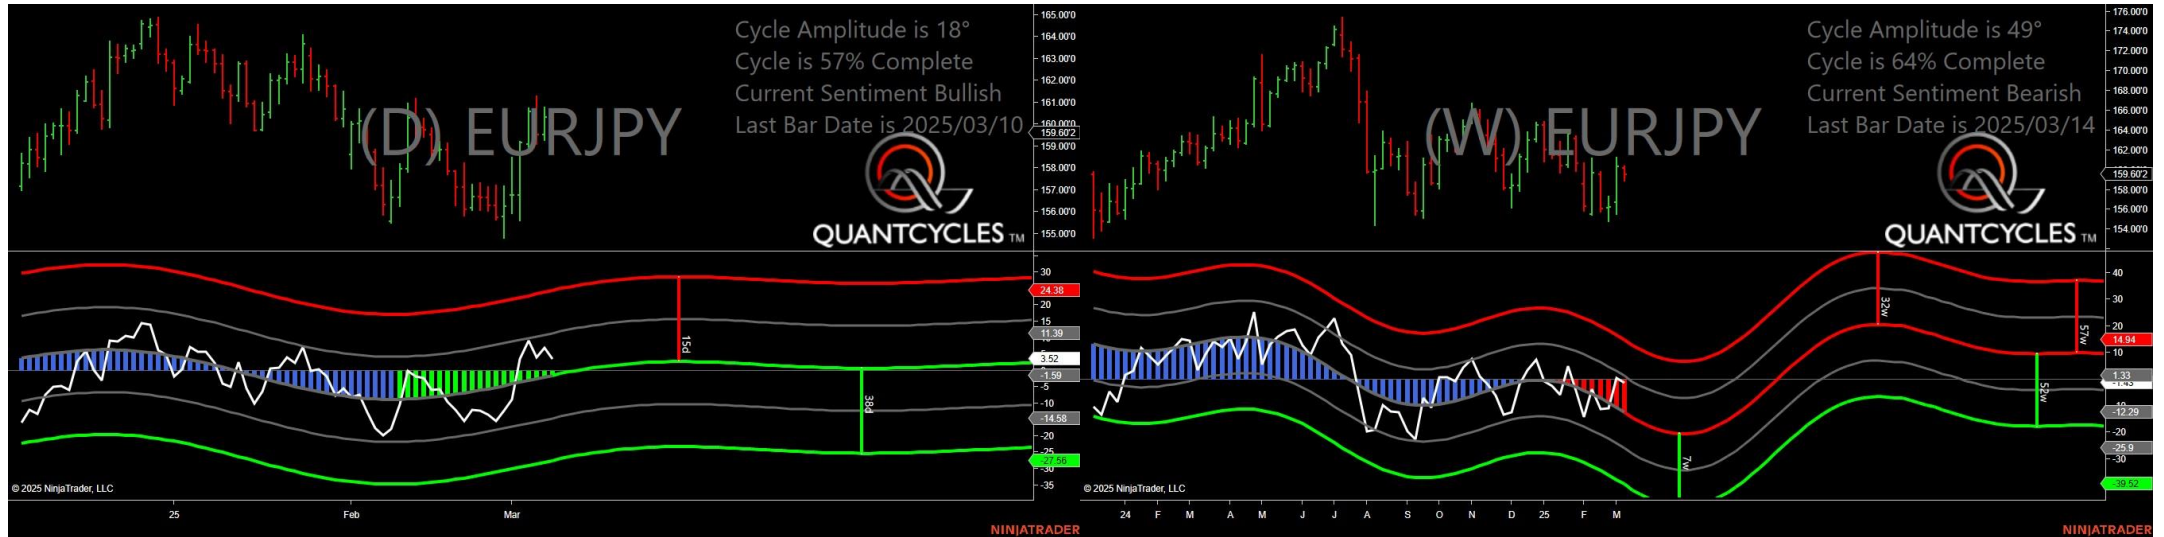 Cycle Amplitude is 18°
Cycle is 57% Complete
Current Sentiment Bullish
Last Bar Date is 2025/03/10
(D) EURJPY
QUANTCYCLES TM
165.00'0
164.00'0
163.00'0
162.00'0
161.00'0
160.00'0
159.60'2
158.00'0
157.00'0
156.00'0
155.00'0
30
24.38
20
15
11.39
3.52
-1.59
-5
-10
-14.58
-20
-25
-27.56
-30
-35
15d
38d
© 2025 NinjaTrader, LLC
25
Feb
Mar
NINJATRADER
Cycle Amplitude is 49°
Cycle is 64% Complete
Current Sentiment Bearish
Last Bar Date is 2025/03/14
(W) EURJPY
QUANTCYCLES TM
176.00'0
174.00'0
172.00'0
170.00'0
168.00'0
166.00'0
164.00'0
162.00'0
159.60'2
158.00'0
156.00'0
154.00'0
40
30
20
14.94
10
1.33
-1.43
-12.29
-20
-25.9
-30
-39.52
32w
57w
52w
7w
© 2025 NinjaTrader, LLC
24 F M A M J J A S O N D 25 F M
NINJATRADER